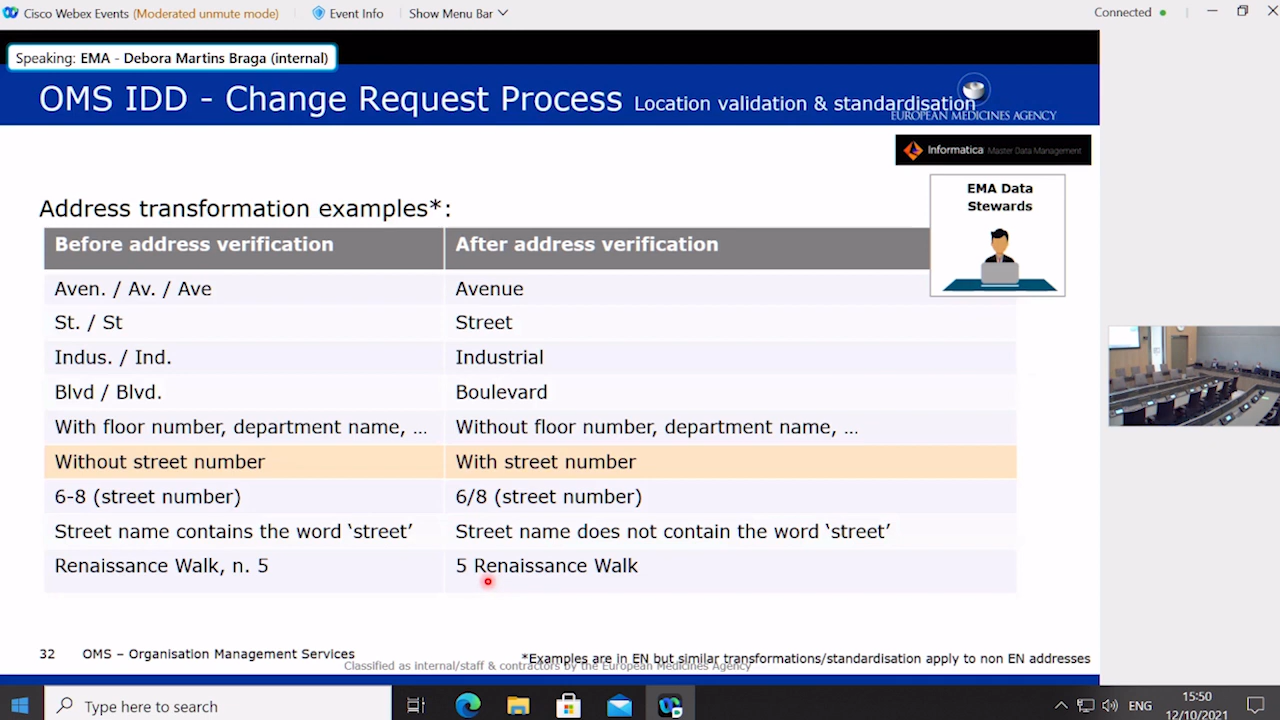 Cisco Webex Events (Moderated unmute mode)
Event Info
Show Menu Bar
Connected
Speaking: EMA - Debora Martins Braga (internal)
OMS IDD - Change Request Process Location validation & standardisation
EUROPEAN MEDICINES AGENCY
Informatica Master Data Management
EMA Data
Stewards
Address transformation examples*:
Before address verification After address verification
Aven. / Av. / Ave Avenue
St. / St Street
Indus. / Ind. Industrial
Blvd / Blvd. Boulevard
With floor number, department name, ... Without floor number, department name, ...
Without street number With street number
6-8 (street number) 6/8 (street number)
Street name contains the word ‘street’ Street name does not contain the word ‘street’
Renaissance Walk, n. 5 5 Renaissance Walk
32 OMS – Organisation Management Services
*Examples are in EN but similar transformations/standardisation apply to non EN addresses
Classified as internal/staff & contractors by the European Medicines Agency
Type here to search
ENG
15:50
12/10/2021